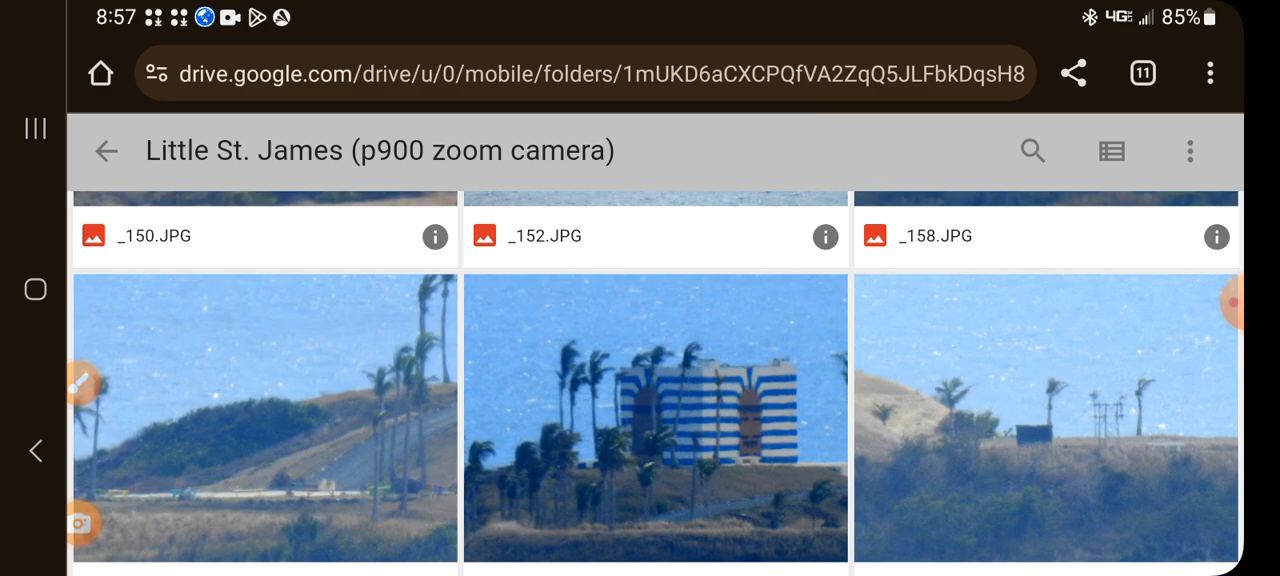 8:57
4G 85%
drive.google.com/drive/u/0/mobile/folders/1mUKD6aCXCPQfVA2ZqQ5JLFbkDqsH8
11
Little St. James (p900 zoom camera)
_150.JPG
_152.JPG
_158.JPG